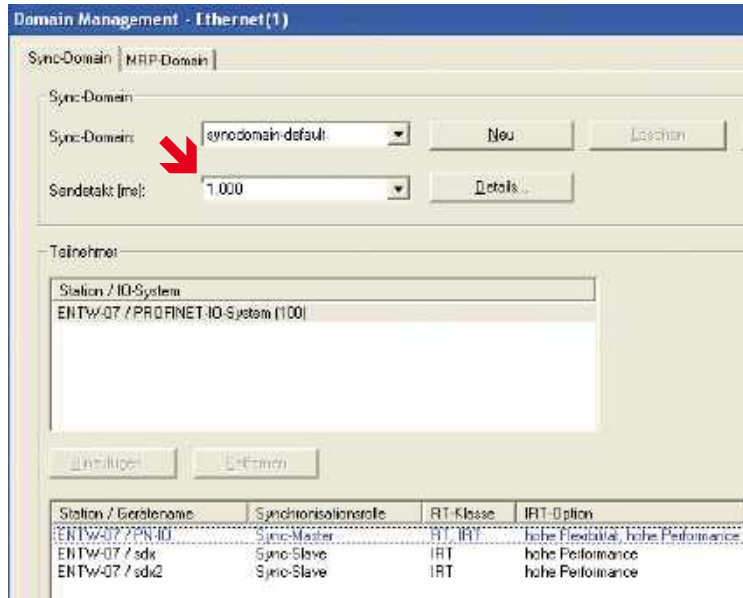 Domain Management - Ethernet(1)
Sync-Domain MRP-Domain
Sync-Domain
Sync-Domain: syncdomain-default Neu Löschen
Sendetakt [ms]: 1.000 Details...
Teilnehmer
Station / IO-System
ENTW-07 / PROFINET-IO-System (100)
Hinzufügen Entfernen
Station / Gerätename Synchronisationsrolle RT-Klasse IRT-Option
ENTW-07 / PN-IO Sync-Master RT, IRT hohe Flexibilität, hohe Performance
ENTW-07 / sdx Sync-Slave IRT hohe Performance
ENTW-07 / sdx2 Sync-Slave IRT hohe Performance